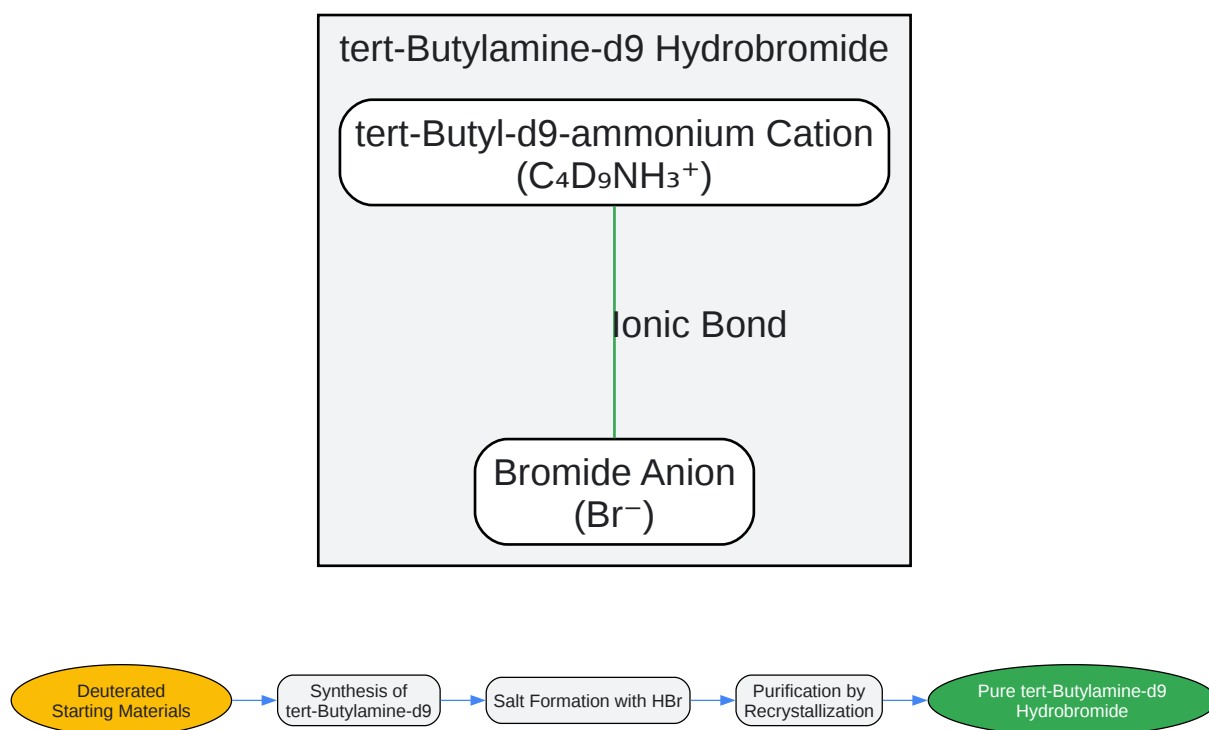 tert-Butylamine-d9 Hydrobromide
tert-Butyl-d9-ammonium Cation
(C₄D₉NH₃⁺)
Ionic Bond
Bromide Anion
(Br⁻)
Deuterated
Starting Materials
Synthesis of
tert-Butylamine-d9
Salt Formation with HBr
Purification by
Recrystallization
Pure tert-Butylamine-d9
Hydrobromide